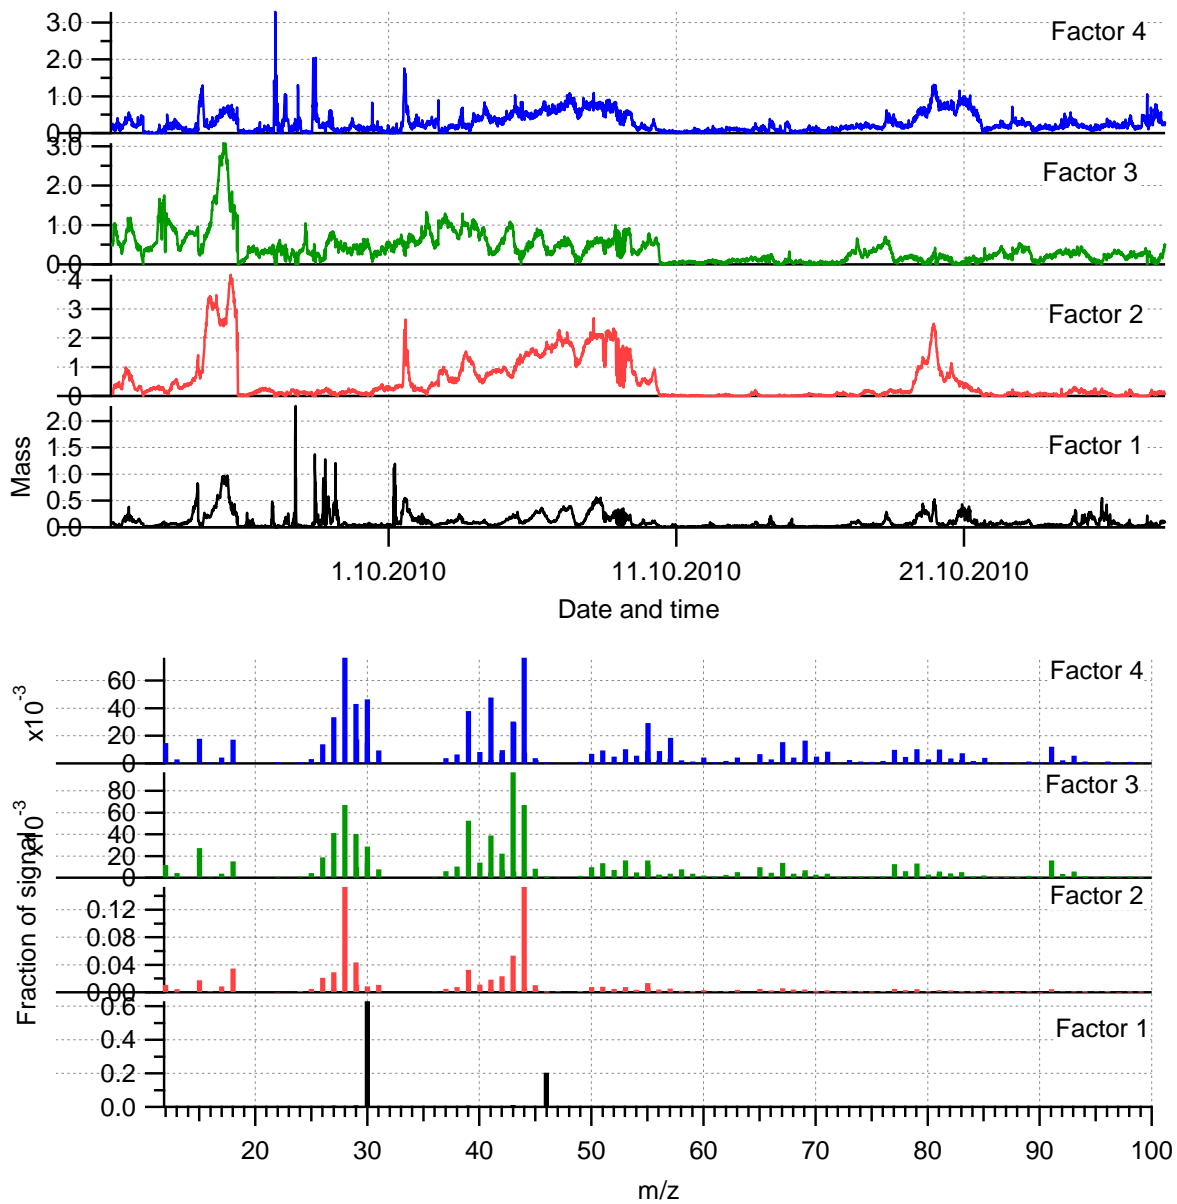 Factor 4
3.0
2.0
1.0
0.0
Factor 3
3.0
2.0
1.0
0.0
Factor 2
4
3
2
1
0
Factor 1
2.0
1.5
1.0
0.5
0.0
Mass
1.10.2010
11.10.2010
21.10.2010
Date and time
Factor 4
60
40
20
0
x10-3
Factor 3
80
60
40
20
0
x10-3
Factor 2
0.12
0.08
0.04
0.00
Factor 1
0.6
0.4
0.2
0.0
Fraction of signal
20 30 40 50 60 70 80 90 100
m/z